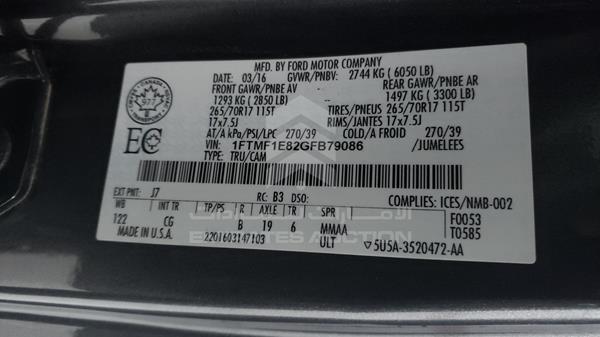 MFD. BY FORD MOTOR COMPANY
03/16 GVWR/PNBV: 2744 KG (6050 LB)
FRONT GAWR/PNBE AV REAR GAWR/PNBE AR
1293 KG (2850 LB) 1497 KG (3300 LB)
265/70R17 115T TIRES/PNEUS 265/70R17 115T
17x7.5J RIMS/JANTES 17x7.5J
AT/A kPa/PSI/LPC 270/39 COLD/A FROID 270/39
VIN: 1FTMF1E82GFB79086 /JUMELEES
TYPE: TRU/CAM
977
EC
EXT PNT: J7 RC: B3 DSO: COMPLIES: ICES/NMB-002
WB INT TR TP/PS R AXLE TR SPR F0053
122 CG B 19 6 MMAA T0585
MADE IN U.S.A. 2201603147103 ULT 5U5A-3520472-AA
الإمارات للمزادات
EMIRATES AUCTION